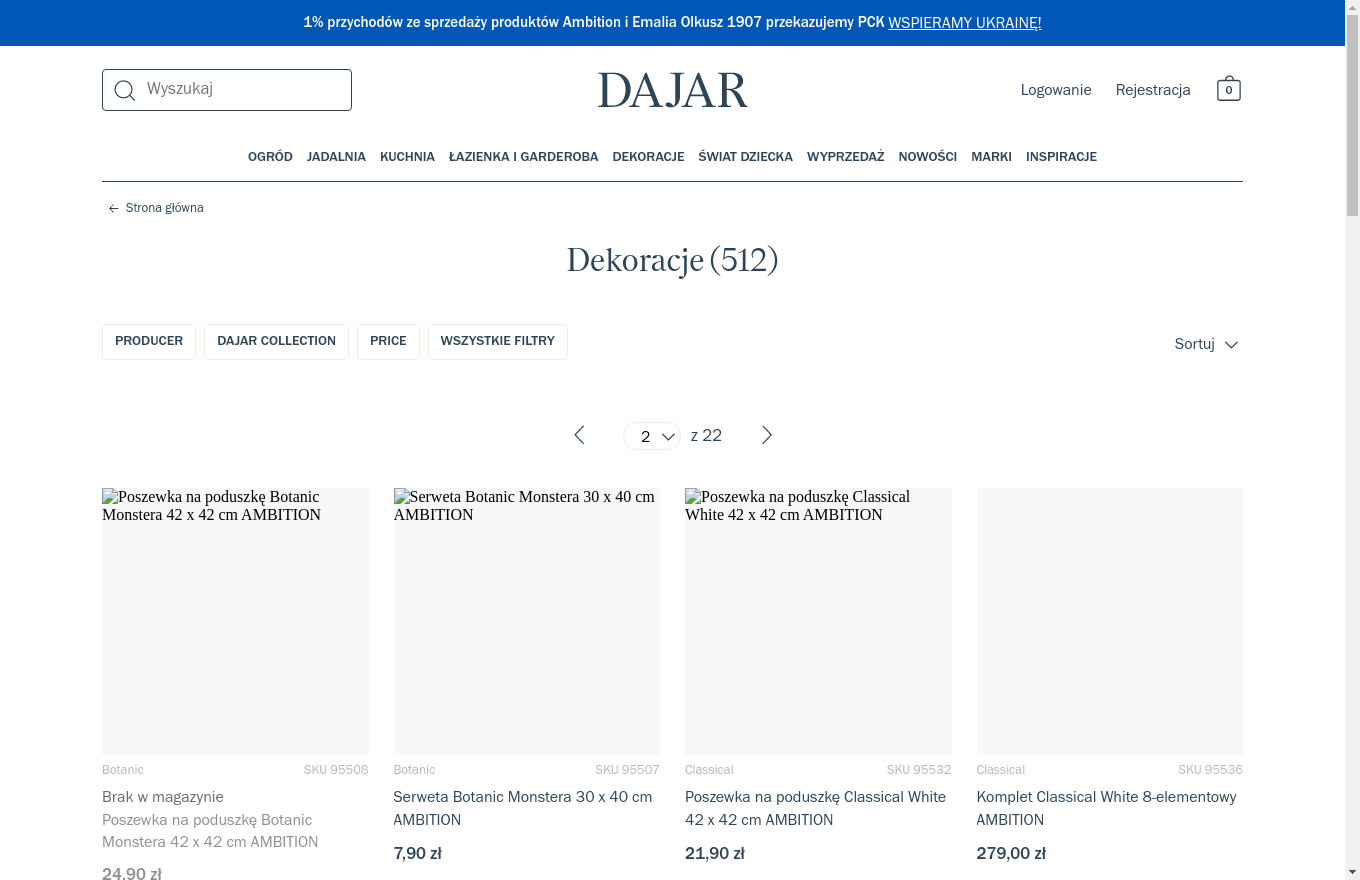 1% przychodów ze sprzedaży produktów Ambition i Emalia Olkusz 1907 przekazujemy PCK WSPIERAMY UKRAINĘ!
Wyszukaj
DAJAR
Logowanie
Rejestracja
0
OGRÓD JADALNIA KUCHNIA ŁAZIENKA I GARDEROBA DEKORACJE ŚWIAT DZIECKA WYPRZEDAŻ NOWOŚCI MARKI INSPIRACJE
Strona główna
Dekoracje (512)
PRODUCER
DAJAR COLLECTION
PRICE
WSZYSTKIE FILTRY
Sortuj
2 z 22
Poszewka na poduszkę Botanic
Monstera 42 x 42 cm AMBITION
Serweta Botanic Monstera 30 x 40 cm
AMBITION
Poszewka na poduszkę Classical
White 42 x 42 cm AMBITION
Botanic SKU 95508
Brak w magazynie
Poszewka na poduszkę Botanic
Monstera 42 x 42 cm AMBITION
24,90 zł
Botanic SKU 95507
Serweta Botanic Monstera 30 x 40 cm
AMBITION
7,90 zł
Classical SKU 95532
Poszewka na poduszkę Classical White
42 x 42 cm AMBITION
21,90 zł
Classical SKU 95536
Komplet Classical White 8-elementowy
AMBITION
279,00 zł